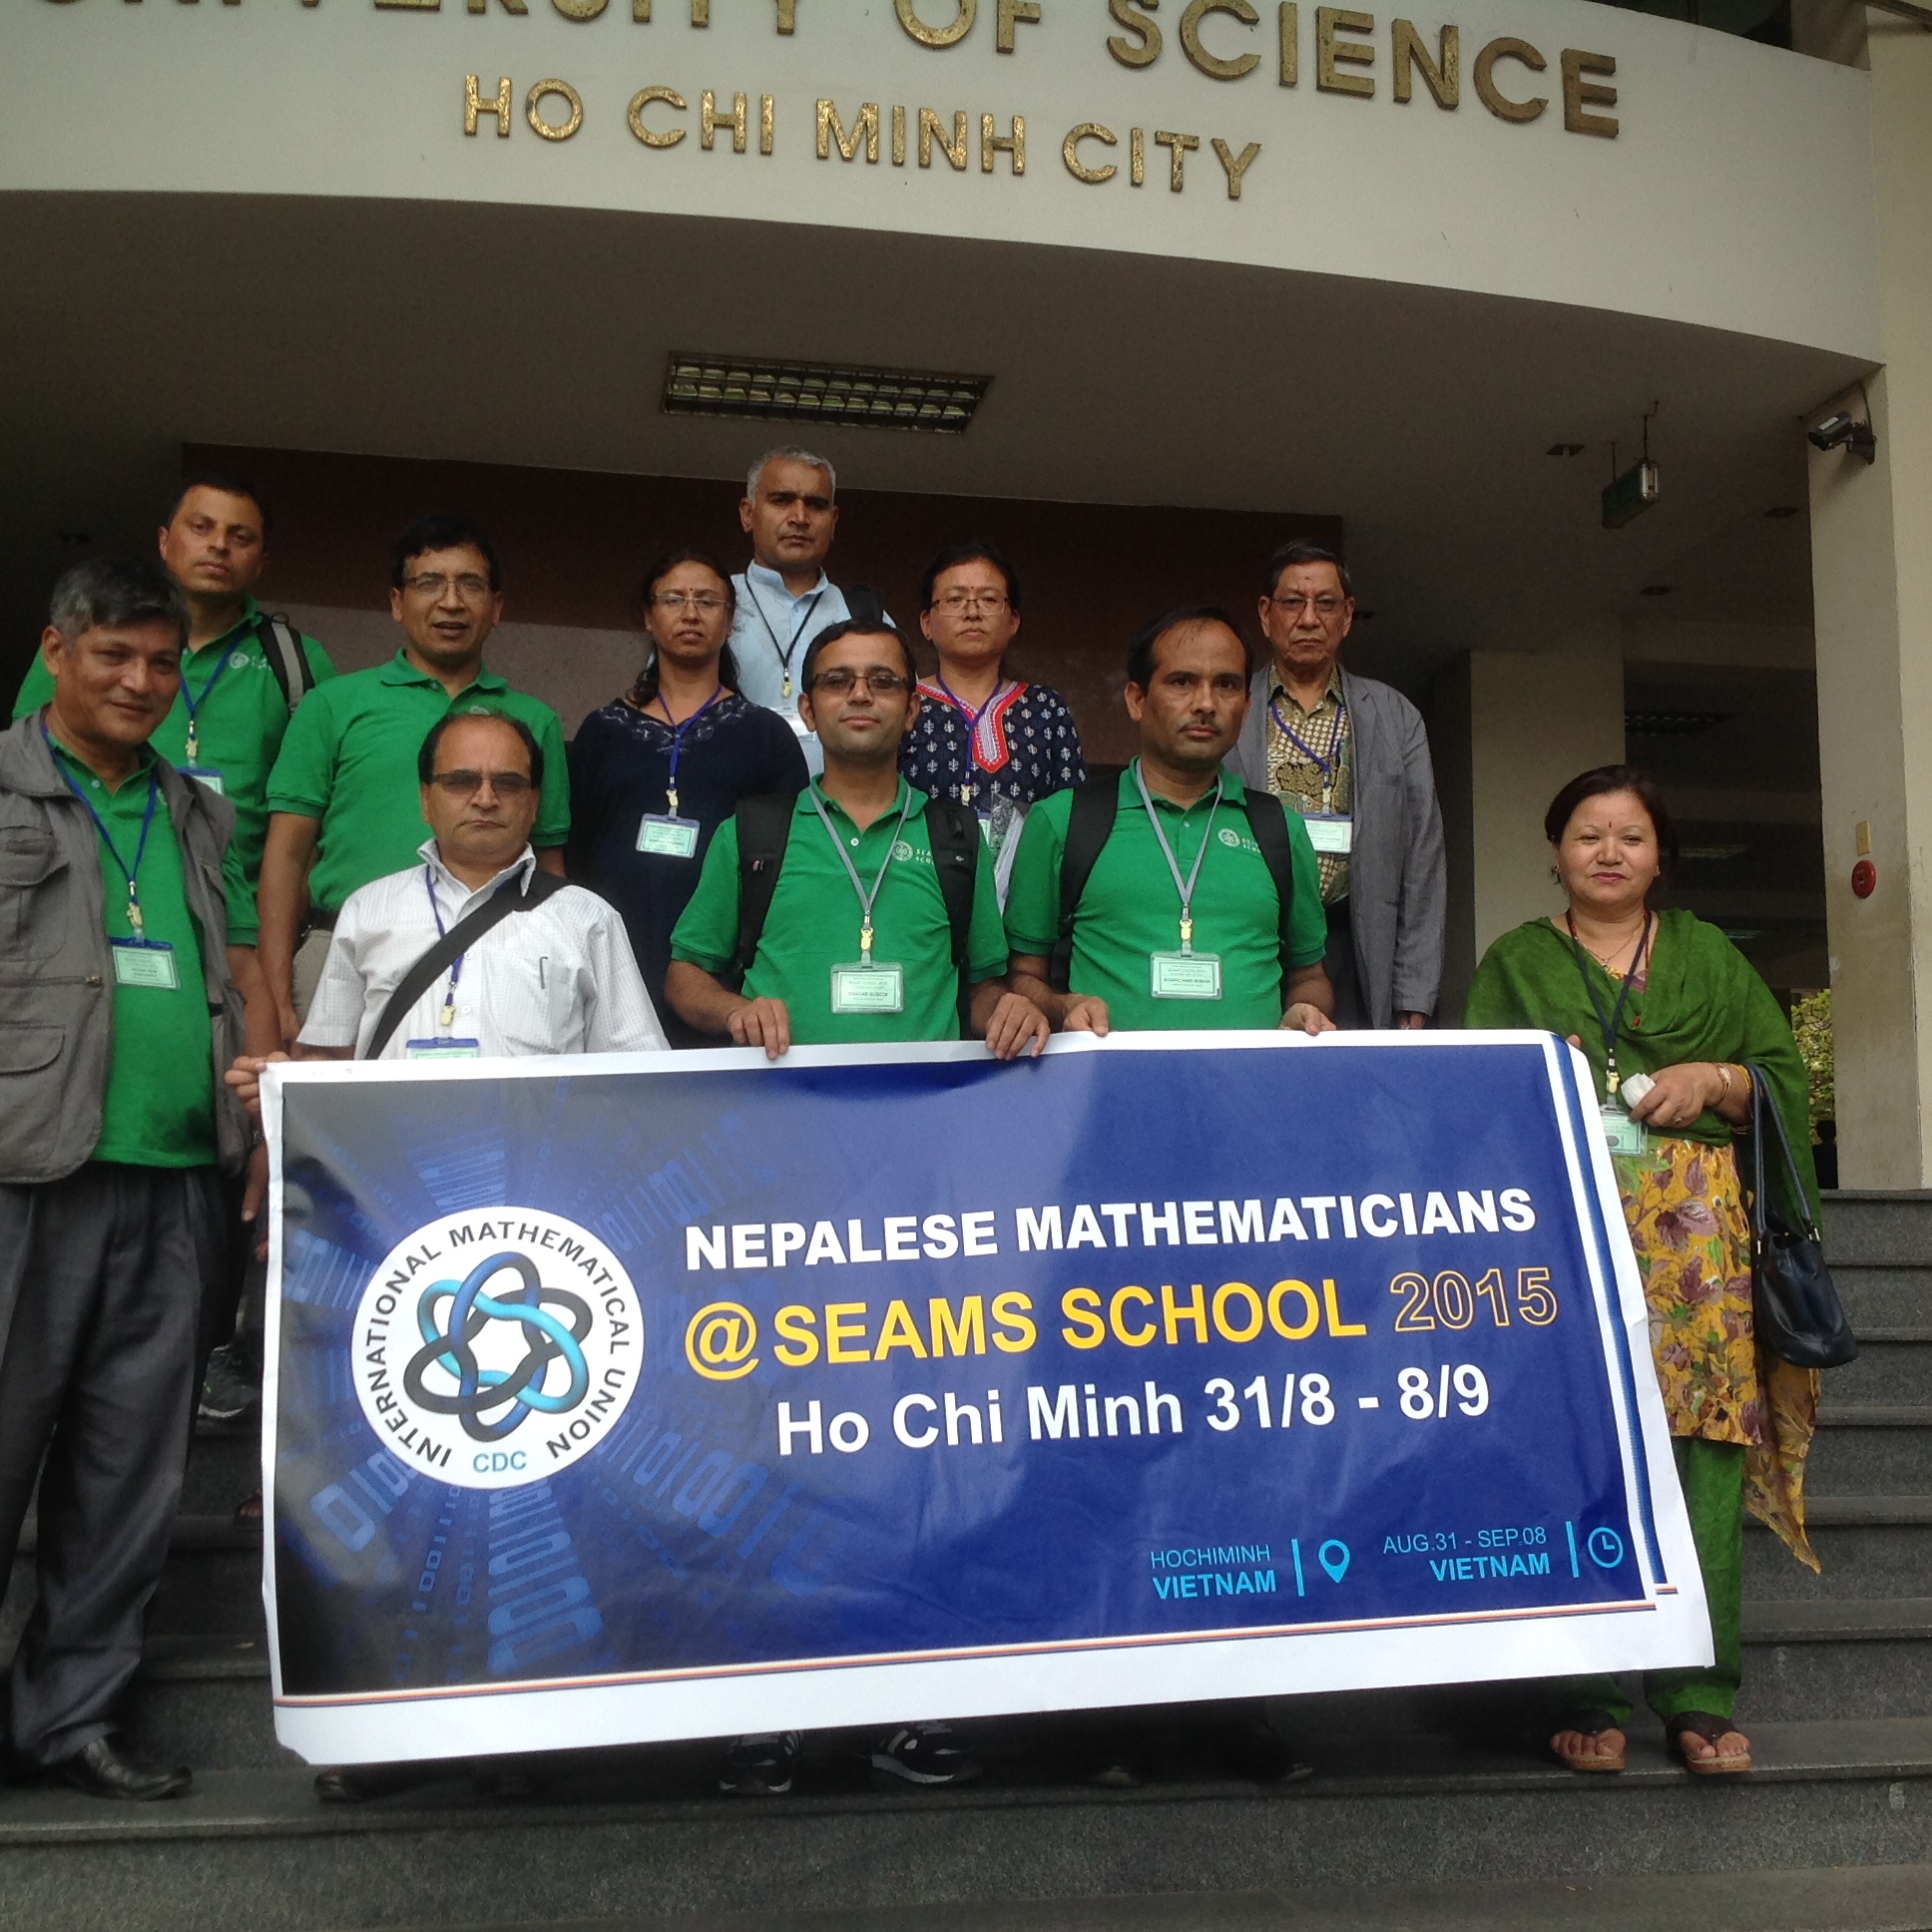 UNIVERSITY OF SCIENCE
HO CHI MINH CITY
INTERNATIONAL MATHEMATICAL UNION
CDC
NEPALESE MATHEMATICIANS
@ SEAMS SCHOOL 2015
Ho Chi Minh 31/8 - 8/9
HOCHIMINH
VIETNAM
AUG.31 - SEP.08
VIETNAM